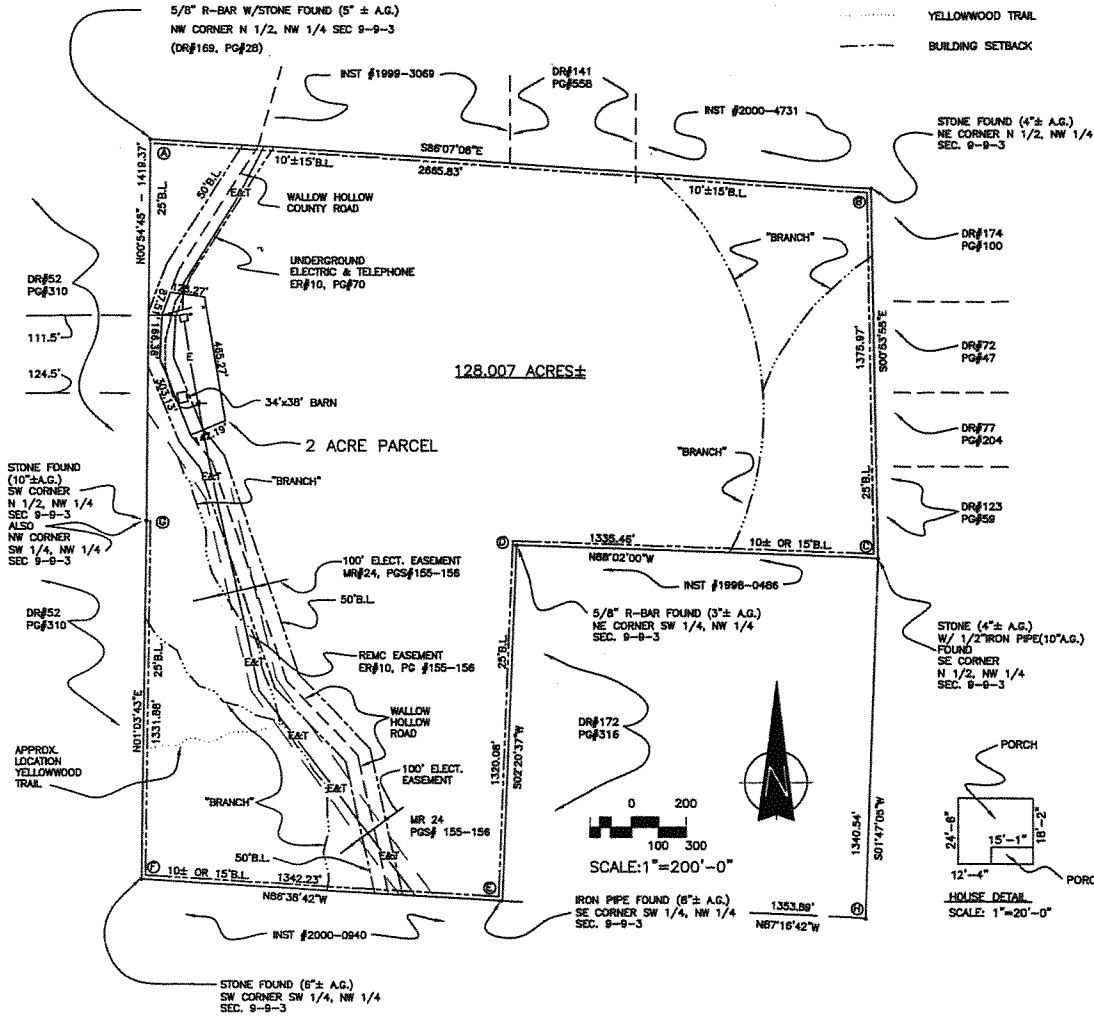 5/8" R-BAR W/STONE FOUND (5" ± A.G.)
NW CORNER N 1/2, NW 1/4 SEC 9-9-3
(DR#169, PG#28)
YELLOWWOOD TRAIL
BUILDING SETBACK
INST #1999-3069
DR#141
PG#558
INST #2000-4731
STONE FOUND (4"± A.G.)
NE CORNER N 1/2, NW 1/4
SEC. 9-9-3
S86°07'08"E
2665.83'
10'±15'B.L.
10'±15'B.L.
A
B
N00°54'45" - 1418.37'
25'B.L.
50'B.L.
E&T
WALLOW HOLLOW
COUNTY ROAD
"BRANCH"
DR#174
PG#100
UNDERGROUND
ELECTRIC & TELEPHONE
ER#10, PG#70
DR#52
PG#310
87.51'
166.38'
465.27'
303.13'
E
111.5'
124.5'
1375.97'
S00°53'55"E
DR#72
PG#47
128.007 ACRES±
34'x38' BARN
142.19'
2 ACRE PARCEL
DR#77
PG#204
"BRANCH"
"BRANCH"
E&T
25'B.L.
STONE FOUND
(10"±A.G.)
SW CORNER
N 1/2, NW 1/4
SEC 9-9-3
ALSO
NW CORNER
SW 1/4, NW 1/4
SEC 9-9-3
G
DR#123
PG#59
D
1335.46'
10± OR 15'B.L.
C
N88°02'00"W
INST #1998-0486
100' ELECT. EASEMENT
MR#24, PGS#155-156
50'B.L.
DR#52
PG#310
5/8" R-BAR FOUND (3"± A.G.)
NE CORNER SW 1/4, NW 1/4
SEC. 9-9-3
STONE (4"± A.G.)
W/ 1/2"IRON PIPE(10"A.G.)
FOUND
SE CORNER
N 1/2, NW 1/4
SEC. 9-9-3
25'B.L.
N01°03'43"E
1331.88'
E&T
REMC EASEMENT
ER#10, PG #155-156
25'B.L.
1320.08'
S02°20'37"W
WALLOW
HOLLOW
ROAD
DR#172
PG#316
E&T
APPROX.
LOCATION
YELLOWWOOD
TRAIL
100' ELECT.
EASEMENT
N
PORCH
E&T
"BRANCH"
MR 24
PGS# 155-156
0 200
100 300
SCALE:1"=200'-0"
1340.54'
S01°47'05"W
24'-6"
15'-1"
18'-2"
12'-4"
HOUSE DETAIL
SCALE: 1"=20'-0"
E&T
50'B.L.
F
10± OR 15'B.L.
1342.23'
E
N86°38'42"W
IRON PIPE FOUND (8"± A.G.)
SE CORNER SW 1/4, NW 1/4
SEC. 9-9-3
1353.89'
N87°16'42"W
H
INST #2000-0940
STONE FOUND (6"± A.G.)
SW CORNER SW 1/4, NW 1/4
SEC. 9-9-3